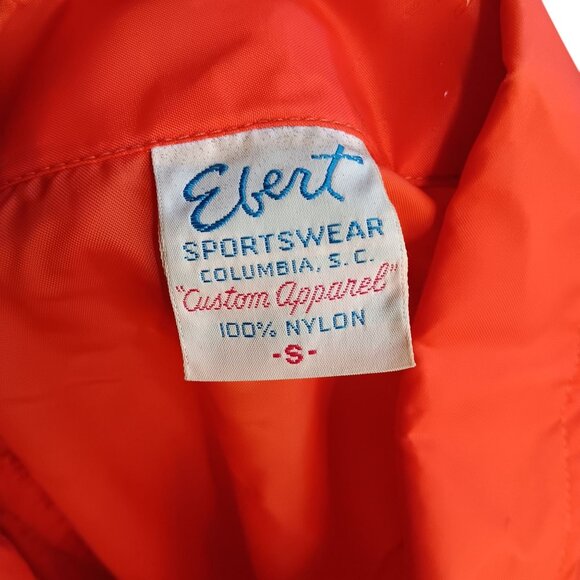 Ebert
SPORTSWEAR
COLUMBIA, S. C.
"Custom Apparel"
100% NYLON
-S-